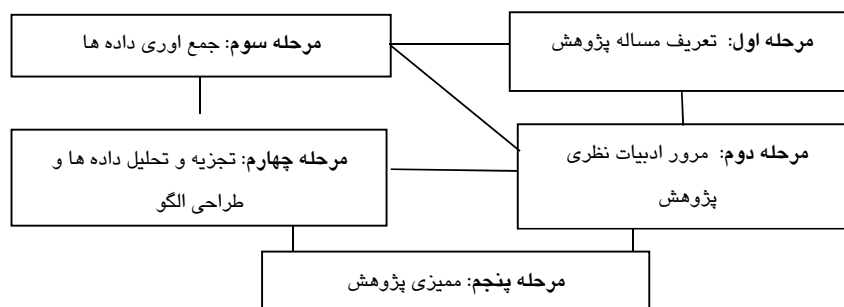 مرحله اول: تعریف مساله پژوهش
مرحله سوم: جمع اوری داده ها
مرحله دوم: مرور ادبیات نظری
پژوهش
مرحله چهارم: تجزیه و تحلیل داده ها و
طراحی الگو
مرحله پنجم: ممیزی پژوهش